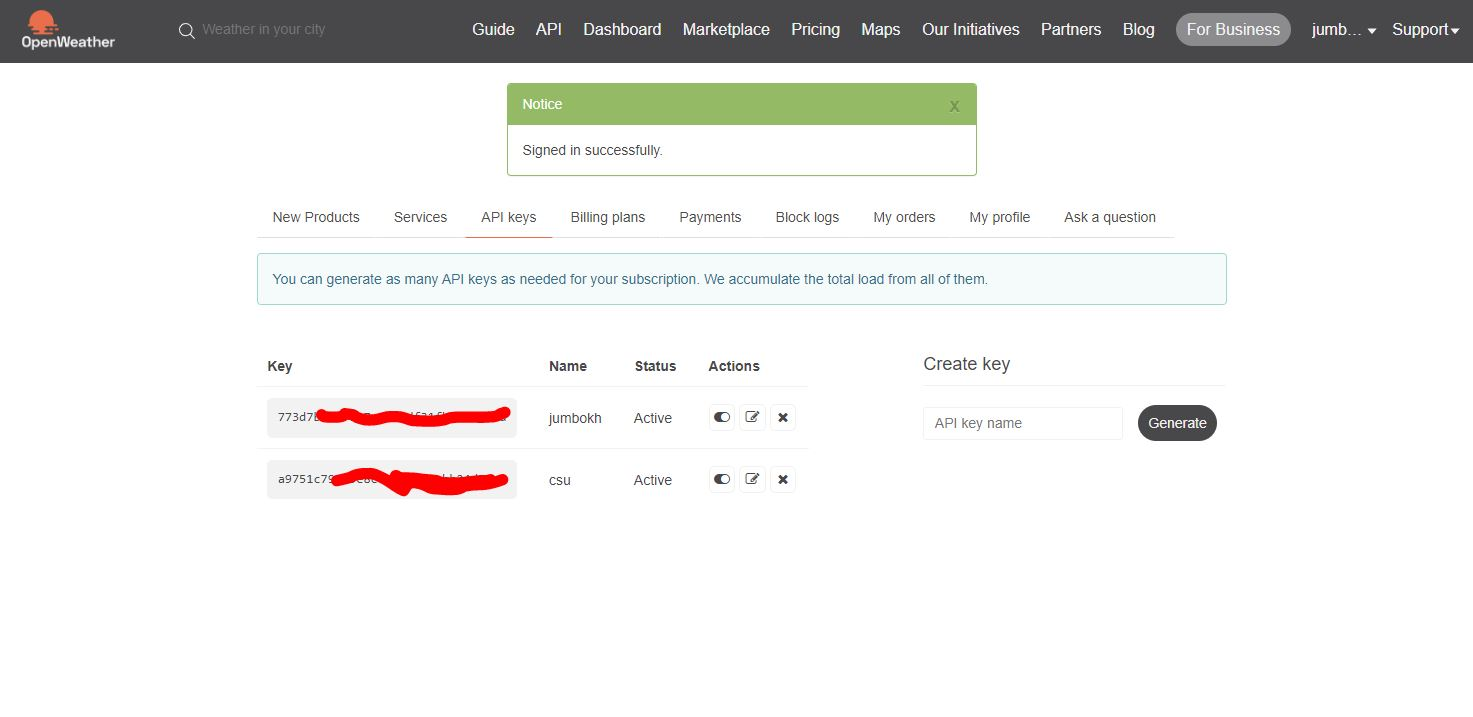 OpenWeather
Weather in your city
Guide API Dashboard Marketplace Pricing Maps Our Initiatives Partners Blog For Business jumb... Support
Notice x
Signed in successfully.
New Products Services API keys Billing plans Payments Block logs My orders My profile Ask a question
You can generate as many API keys as needed for your subscription. We accumulate the total load from all of them.
Key Name Status Actions
jumbokh Active
csu Active
Create key
API key name Generate